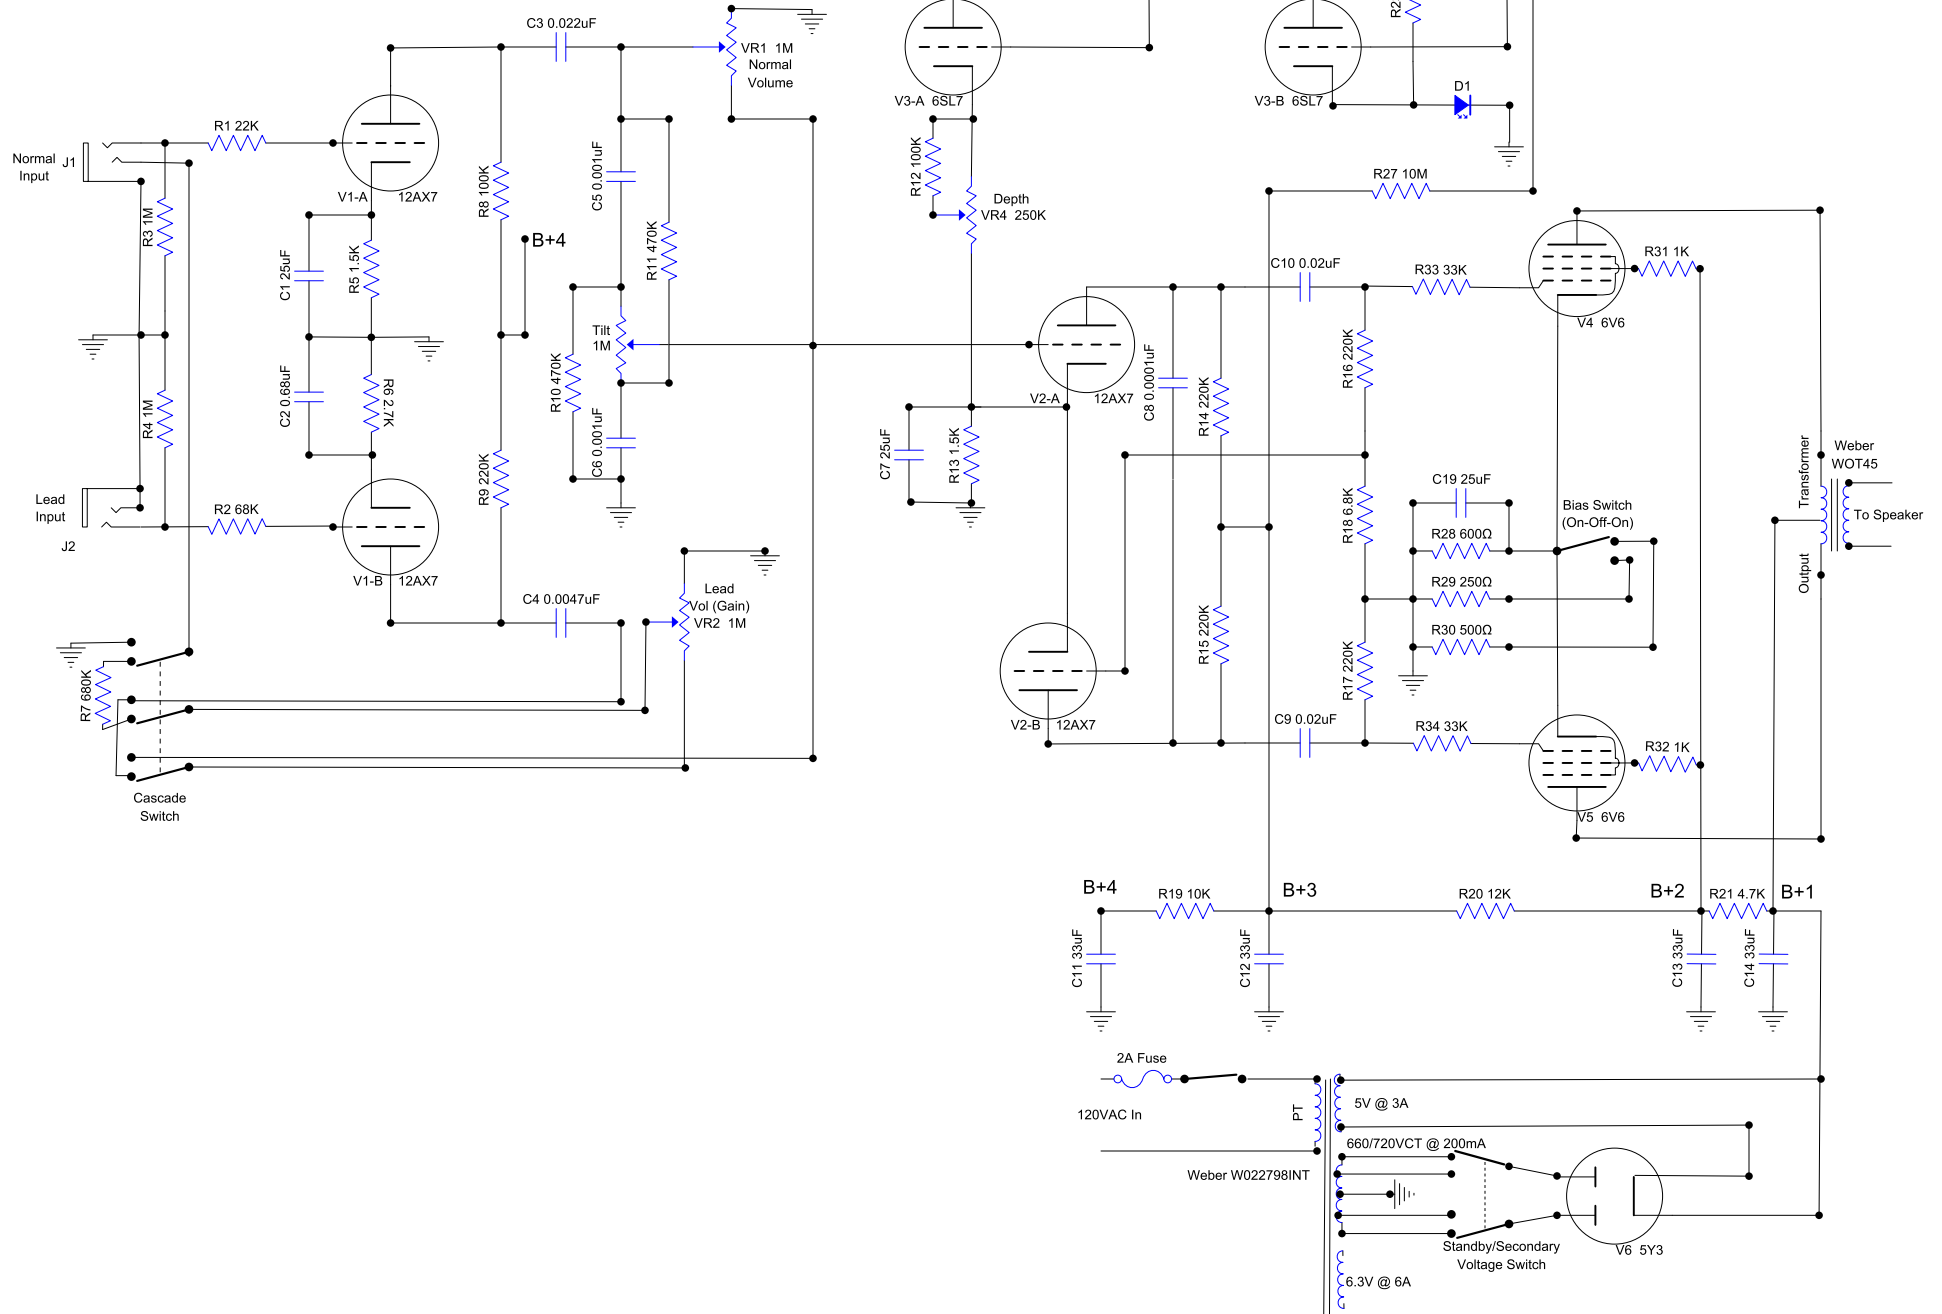 C3 0.022uF
VR1 1M
Normal
Volume
R2
D1
V3-A 6SL7
V3-B 6SL7
R1 22K
Normal
Input
J1
V1-A 12AX7
R3 1M
R8 100K
C5 0.001uF
R12 100K
Depth
VR4 250K
R27 10M
B+4
C1 25uF
R5 1.5K
R11 470K
C10 0.02uF
R33 33K
R31 1K
V4 6V6
Tilt
1M
R10 470K
C2 0.68uF
R6 2.7K
R4 1M
V2-A 12AX7
C8 0.0001uF
R14 220K
R16 220K
C6 0.001uF
R9 220K
C7 25uF
R13 1.5K
R18 6.8K
C19 25uF
Bias Switch
(On-Off-On)
R28 600Ω
R29 250Ω
R30 500Ω
Output
Transformer
Weber
WOT45
To Speaker
Lead
Input
J2
R2 68K
V1-B 12AX7
C4 0.0047uF
Lead
Vol (Gain)
VR2 1M
R15 220K
R17 220K
R7 680K
V2-B 12AX7
C9 0.02uF
R34 33K
R32 1K
V5 6V6
Cascade
Switch
B+4
R19 10K
B+3
R20 12K
B+2
R21 4.7K
B+1
C11 33uF
C12 33uF
C13 33uF
C14 33uF
2A Fuse
120VAC In
PT
5V @ 3A
660/720VCT @ 200mA
Weber W022798INT
Standby/Secondary
Voltage Switch
V6 5Y3
6.3V @ 6A